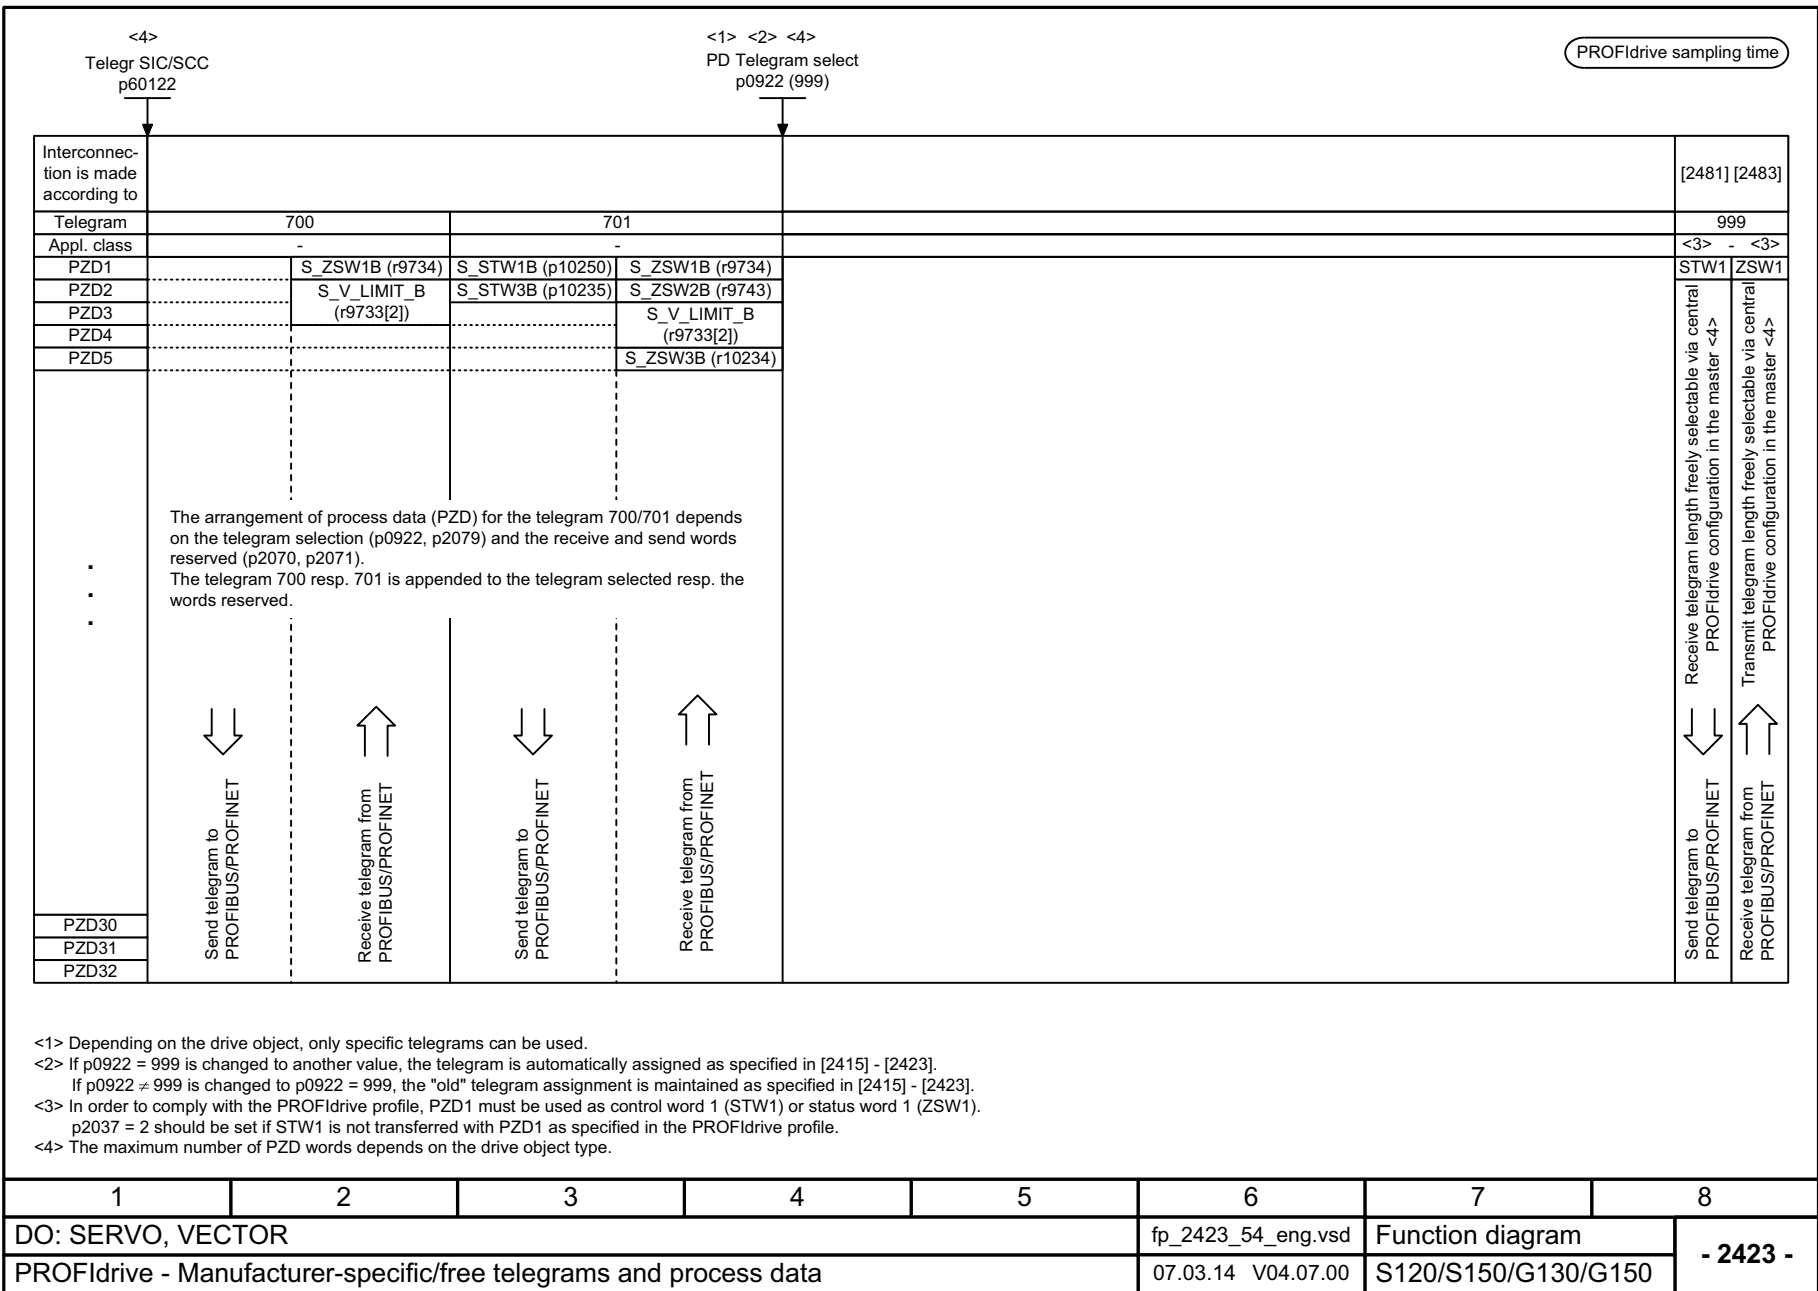 <4>
Telegr SIC/SCC
p60122
<1> <2> <4>
PD Telegram select
p0922 (999)
PROFIdrive sampling time
Interconnec-
tion is made
according to
[2481] [2483]
Telegram 700 701 999
Appl. class - - <3> - <3>
PZD1 S_ZSW1B (r9734) S_STW1B (p10250) S_ZSW1B (r9734) STW1 ZSW1
PZD2 S_V_LIMIT_B S_STW3B (p10235) S_ZSW2B (r9743)
PZD3 (r9733[2]) S_V_LIMIT_B
PZD4 (r9733[2])
PZD5 S_ZSW3B (r10234)
Receive telegram length freely selectable via central
PROFIdrive configuration in the master <4>
Transmit telegram length freely selectable via central
PROFIdrive configuration in the master <4>
The arrangement of process data (PZD) for the telegram 700/701 depends
on the telegram selection (p0922, p2079) and the receive and send words
reserved (p2070, p2071).
The telegram 700 resp. 701 is appended to the telegram selected resp. the
words reserved.
.
.
.
Send telegram to
PROFIBUS/PROFINET
Receive telegram from
PROFIBUS/PROFINET
Send telegram to
PROFIBUS/PROFINET
Receive telegram from
PROFIBUS/PROFINET
Send telegram to
PROFIBUS/PROFINET
Receive telegram from
PROFIBUS/PROFINET
PZD30
PZD31
PZD32
<1> Depending on the drive object, only specific telegrams can be used.
<2> If p0922 = 999 is changed to another value, the telegram is automatically assigned as specified in [2415] - [2423].
If p0922 ≠ 999 is changed to p0922 = 999, the "old" telegram assignment is maintained as specified in [2415] - [2423].
<3> In order to comply with the PROFIdrive profile, PZD1 must be used as control word 1 (STW1) or status word 1 (ZSW1).
p2037 = 2 should be set if STW1 is not transferred with PZD1 as specified in the PROFIdrive profile.
<4> The maximum number of PZD words depends on the drive object type.
1 2 3 4 5 6 7 8
DO: SERVO, VECTOR fp_2423_54_eng.vsd Function diagram - 2423 -
PROFIdrive - Manufacturer-specific/free telegrams and process data 07.03.14 V04.07.00 S120/S150/G130/G150